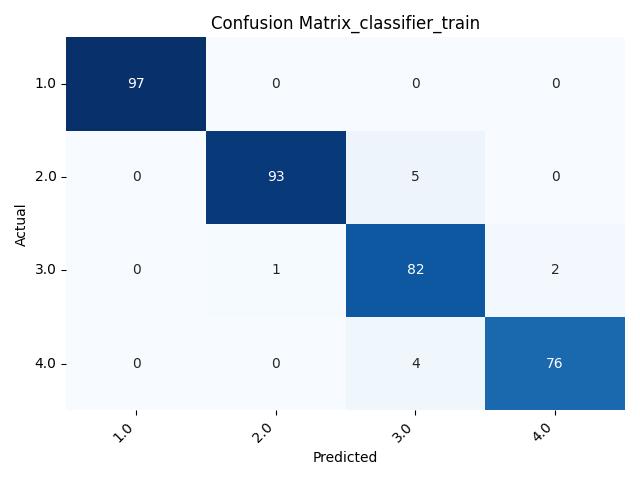 Confusion Matrix_classifier_train
Actual
1.0 97 0 0 0
2.0 0 93 5 0
3.0 0 1 82 2
4.0 0 0 4 76
1.0 2.0 3.0 4.0
Predicted